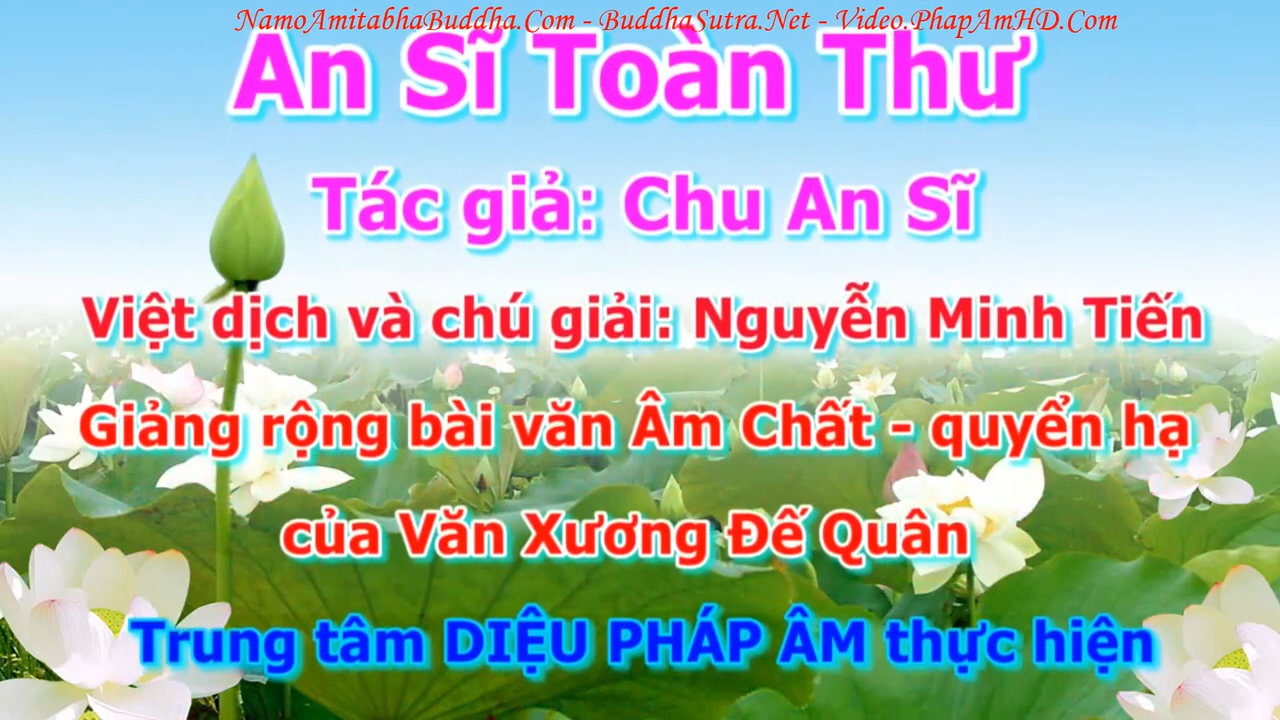 NamoAmitabhaBuddha.Com - BuddhaSutra.Net - Video.PhapAmHD.Com
An Sĩ Toàn Thư
Tác giả: Chu An Sĩ
Việt dịch và chú giải: Nguyễn Minh Tiến
Giảng rộng bài văn Âm Chất - quyển hạ
của Văn Xương Đế Quân
Trung tâm DIỆU PHÁP ÂM thực hiện